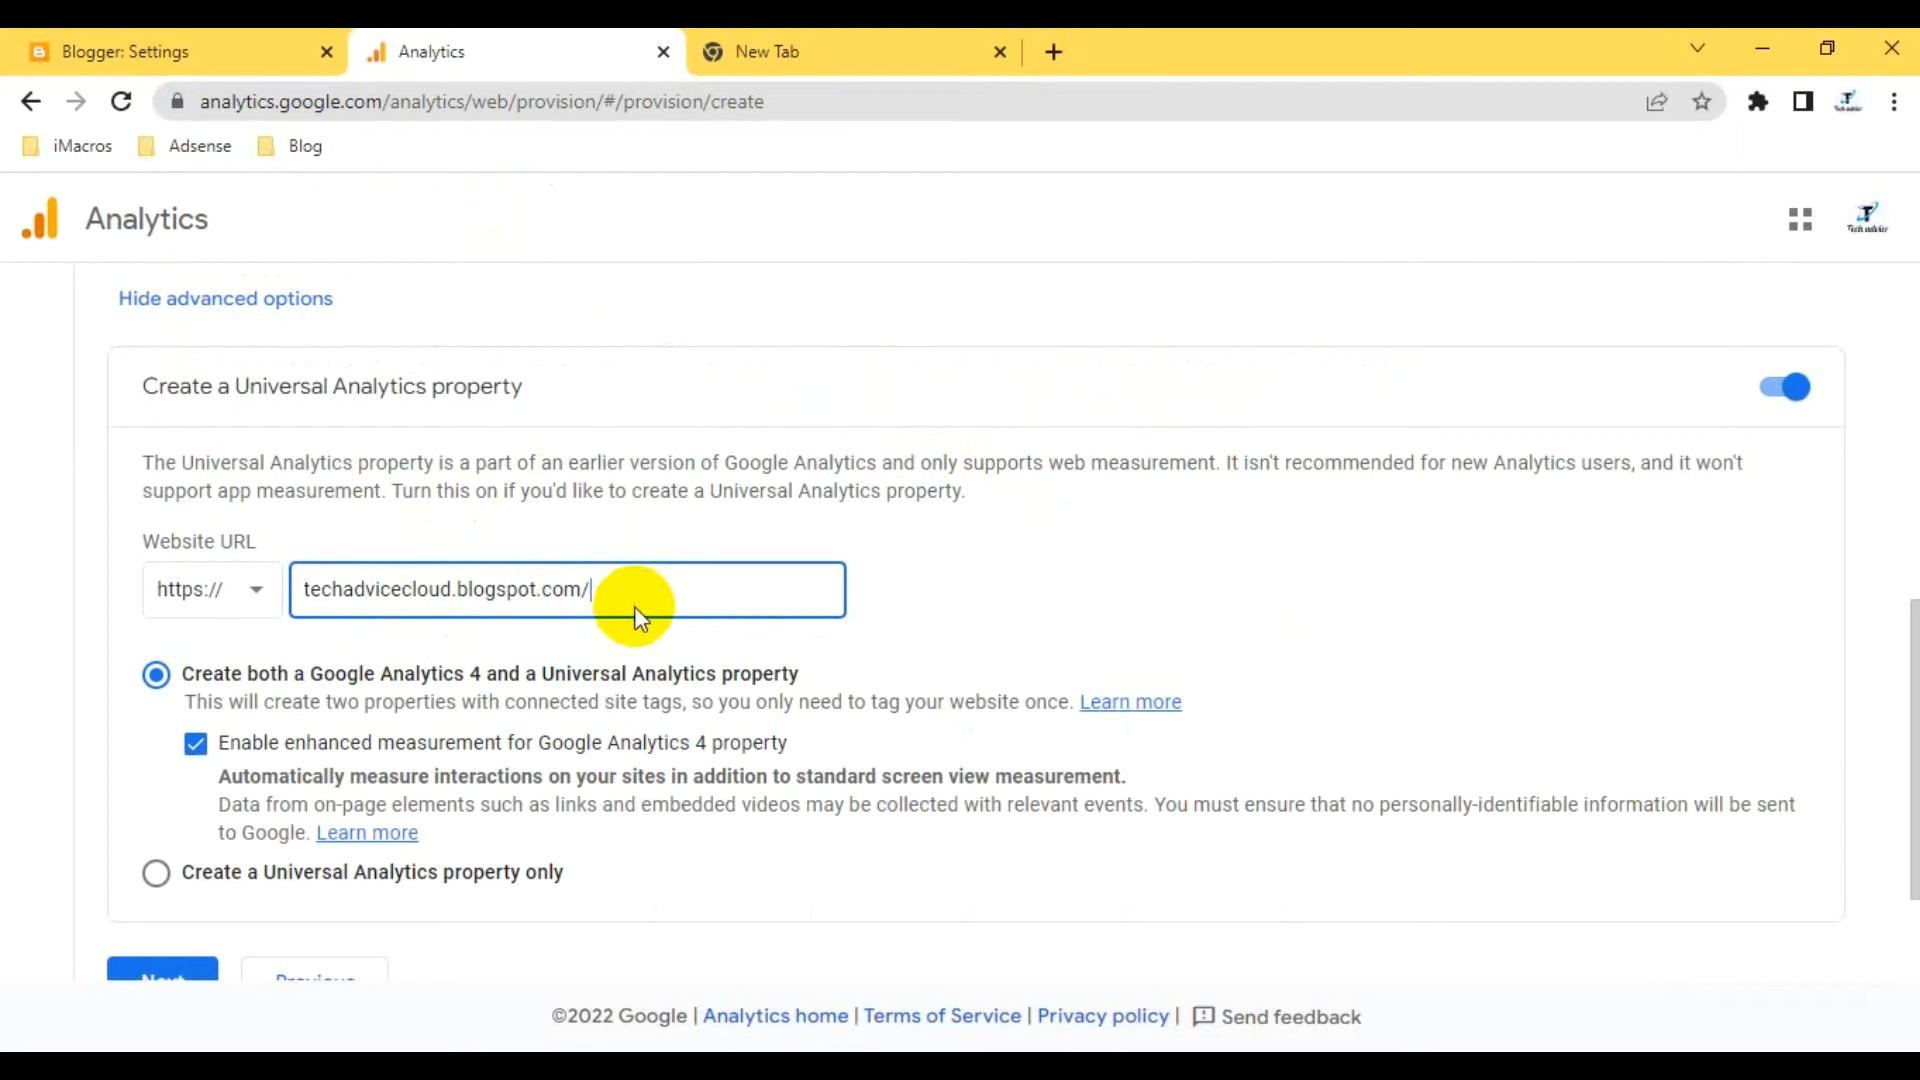 Blogger: Settings
Analytics
New Tab
analytics.google.com/analytics/web/provision/#/provision/create
iMacros
Adsense
Blog
Analytics
Tech advice
Hide advanced options
Create a Universal Analytics property
The Universal Analytics property is a part of an earlier version of Google Analytics and only supports web measurement. It isn't recommended for new Analytics users, and it won't
support app measurement. Turn this on if you'd like to create a Universal Analytics property.
Website URL
https://
techadvicecloud.blogspot.com/
Create both a Google Analytics 4 and a Universal Analytics property
This will create two properties with connected site tags, so you only need to tag your website once. Learn more
Enable enhanced measurement for Google Analytics 4 property
Automatically measure interactions on your sites in addition to standard screen view measurement.
Data from on-page elements such as links and embedded videos may be collected with relevant events. You must ensure that no personally-identifiable information will be sent
to Google. Learn more
Create a Universal Analytics property only
Next
Previous
©2022 Google | Analytics home | Terms of Service | Privacy policy | Send feedback